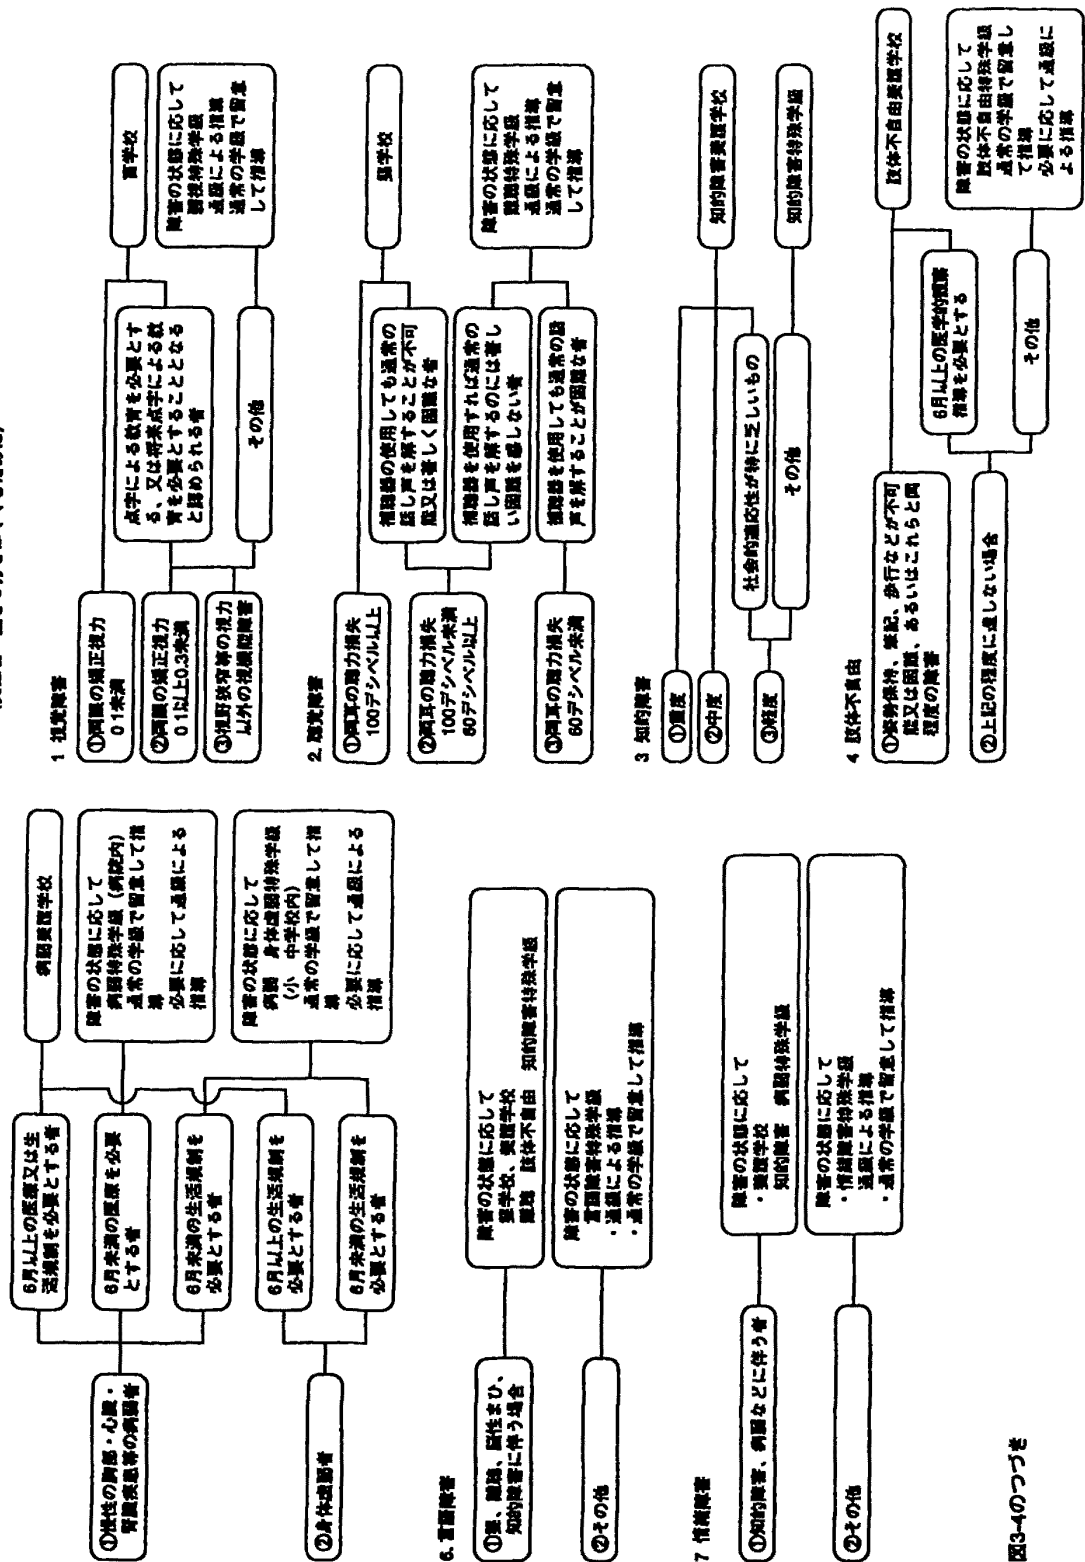 1 視覚障害
①両眼の矯正視力
0 1未満
②両眼の矯正視力
0 1以上0.3未満
③視野狭窄等の視力
以外の視機能障害
点字による教育を必要とす
る、又は将来点字による教
育を必要とすることとなる
と認められる者
その他
盲学校
障害の状態に応じて
弱視特殊学級
通級による指導
通常の学級で留意
して指導
2.聴覚障害
①両耳の聴力損失
100デシベル以上
②両耳の聴力損失
100デシベル未満
60デシベル以上
③両耳の聴力損失
60デシベル未満
補聴器の使用しても通常の
話し声を解することが不可
能又は著しく困難な者
補聴器を使用すれば通常の
話し声を解するのには著し
い困難を感じない者
補聴器を使用しても通常の話
声を解することが困難な者
聾学校
障害の状態に応じて
難聴特殊学級
通級による指導
通常の学級で留意
して指導
3 知的障害
①重度
②中度
③軽度
社会的適応性が特に乏しいもの
その他
知的障害養護学校
知的障害特殊学級
4 肢体不自由
①姿勢保持、筆記、歩行などが不可
能又は困難、あるいはこれらと同
程度の障害
②上記の程度に達しない場合
6月以上の医学的観察
指導を必要とする
その他
肢体不自由養護学校
障害の状態に応じて
肢体不自由特殊学級
通常の学級で留意し
て指導
必要に応じて通級に
よる指導
①慢性の胸部・心臓・
腎臓疾患等の病弱者
②身体虚弱者
6月以上の医療又は生
活規制を必要とする者
6月未満の医療を必要
とする者
6月未満の生活規制を
必要とする者
6月以上の生活規制を
必要とする者
6月未満の生活規制を
必要とする者
病弱養護学校
障害の状態に応じて
病弱特殊学級(病院内)
通常の学級で留意して指
導
必要に応じて通級による
指導
障害の状態に応じて
病弱 身体虚弱特殊学級
(小 中学校内)
通常の学級で留意して指
導
必要に応じて通級による
指導
6.言語障害
①聾、難聴、脳性まひ、
知的障害に伴う場合
②その他
障害の状態に応じて
聾学校、養護学校
難聴 肢体不自由 知的障害特殊学級
障害の状態に応じて
言語障害特殊学級
・通級による指導
・通常の学級で留意して指導
7 情緒障害
①知的障害、病弱などに伴う者
②その他
障害の状態に応じて
・養護学校
知的障害 病弱特殊学級
障害の状態に応じて
・情緒障害特殊学級
通級による指導
・通常の学級で留意して指導
図3-4のつづき